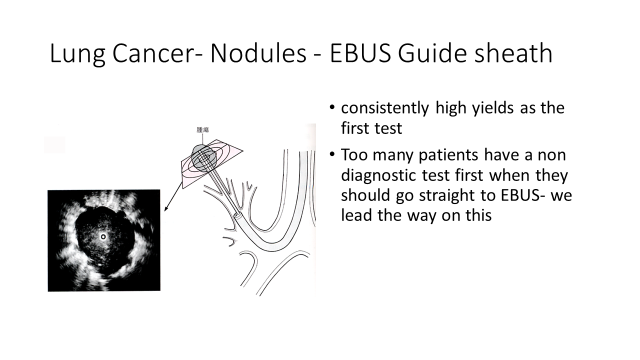 Lung Cancer- Nodules - EBUS Guide sheath
腫瘍
• consistently high yields as the
first test
• Too many patients have a non
diagnostic test first when they
should go straight to EBUS- we
lead the way on this